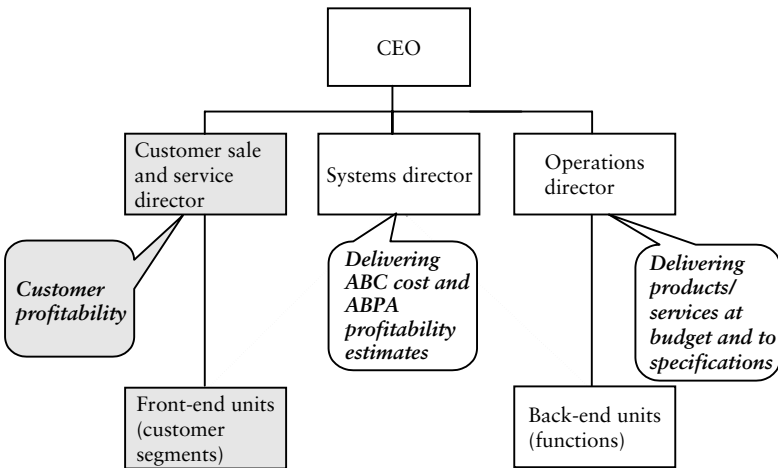 CEO
Customer sale
and service
director
Systems director
Operations
director
Customer
profitability
Delivering
ABC cost and
ABPA
profitability
estimates
Delivering
products/
services at
budget and to
specifications
Front-end units
(customer
segments)
Back-end units
(functions)